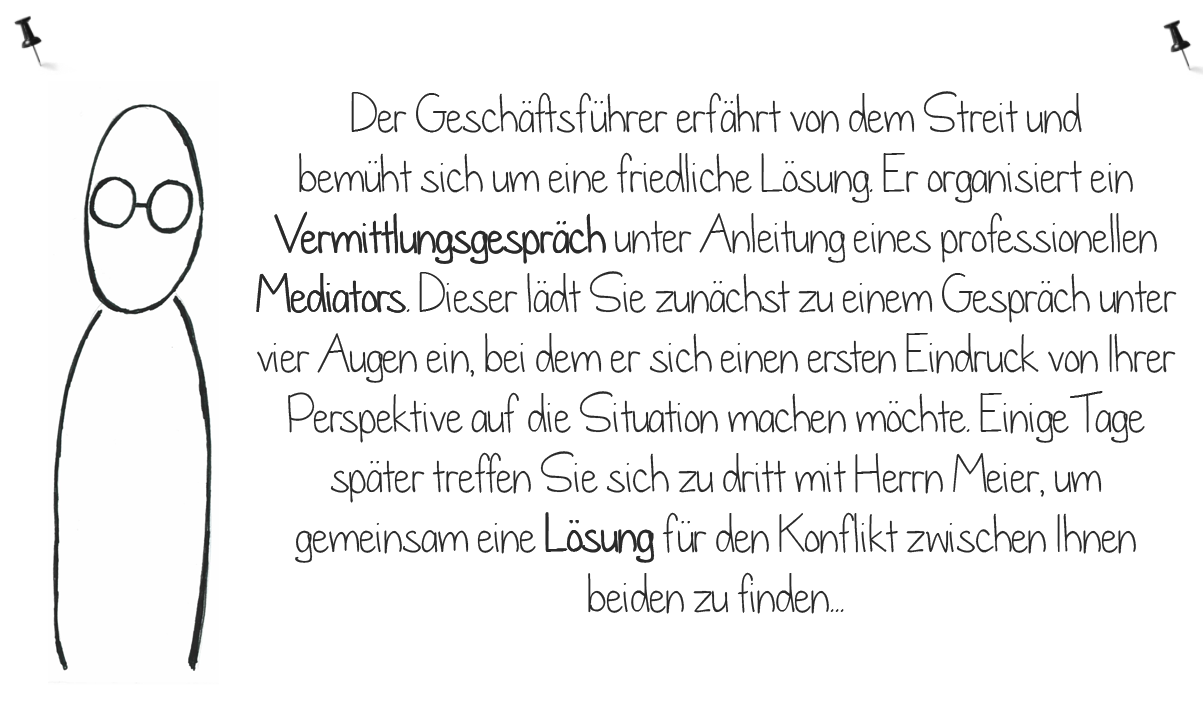 Der Geschäftsführer erfährt von dem Streit und
bemüht sich um eine friedliche Lösung. Er organisiert ein
Vermittlungsgespräch unter Anleitung eines professionellen
Mediators. Dieser lädt Sie zunächst zu einem Gespräch unter
vier Augen ein, bei dem er sich einen ersten Eindruck von Ihrer
Perspektive auf die Situation machen möchte. Einige Tage
später treffen Sie sich zu dritt mit Herrn Meier, um
gemeinsam eine Lösung für den Konflikt zwischen Ihnen
beiden zu finden...